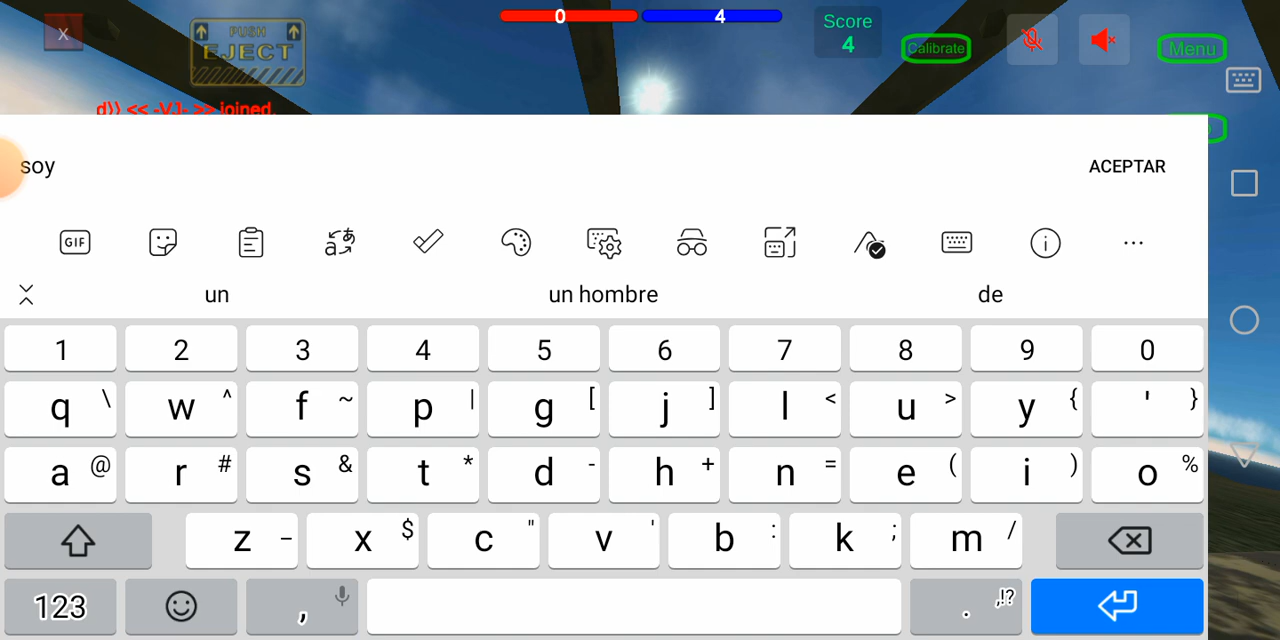 X PUSH EJECT 0 4 Score 4 Calibrate Menu
d)) << -VJ- >> joined.
soy ACEPTAR
GIF
un un hombre de
1 2 3 4 5 6 7 8 9 0
q \ w ^ f ~ p | g [ j ] l < u > y { ' }
a @ r # s & t * d - h + n = e ( i ) o %
z – x $ c " v ' b : k ; m /
123 , . ,!?